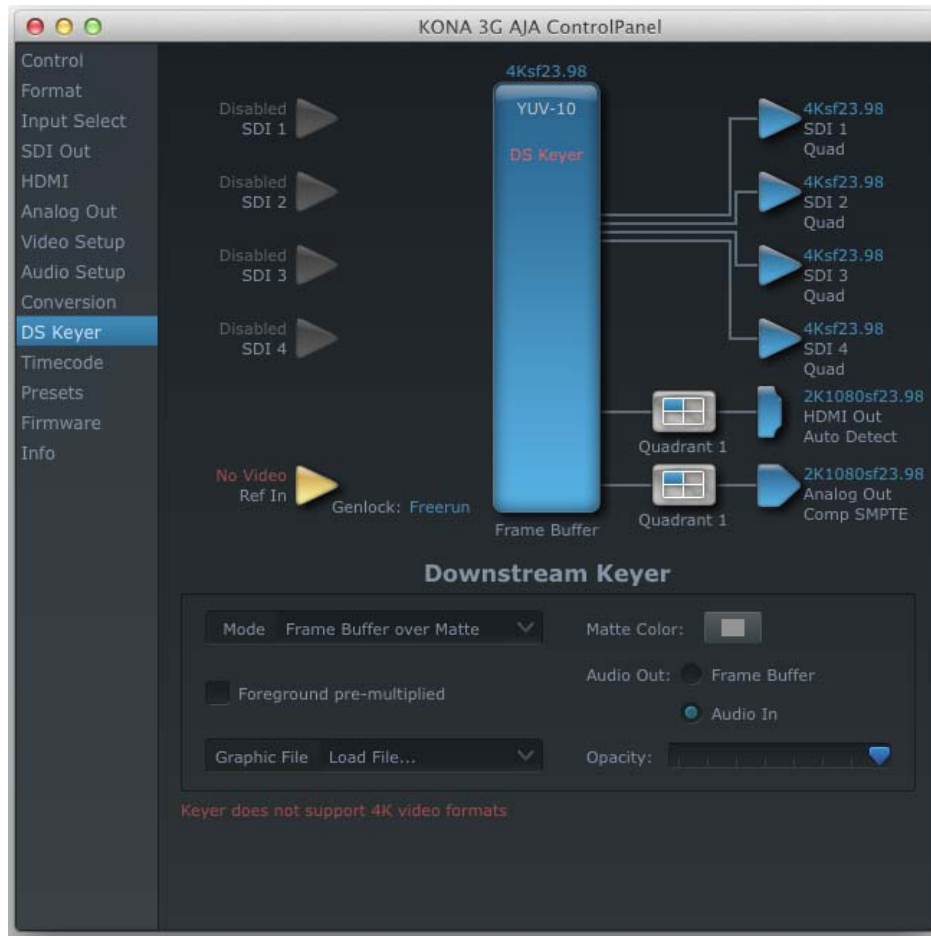 KONA 3G AJA ControlPanel
Control
Format
Input Select
SDI Out
HDMI
Analog Out
Video Setup
Audio Setup
Conversion
DS Keyer
Timecode
Presets
Firmware
Info
Disabled
SDI 1
Disabled
SDI 2
Disabled
SDI 3
Disabled
SDI 4
No Video
Ref In
Genlock: Freerun
4Ksf23.98
YUV-10
DS Keyer
Frame Buffer
4Ksf23.98
SDI 1
Quad
4Ksf23.98
SDI 2
Quad
4Ksf23.98
SDI 3
Quad
4Ksf23.98
SDI 4
Quad
Quadrant 1
2K1080sf23.98
HDMI Out
Auto Detect
Quadrant 1
2K1080sf23.98
Analog Out
Comp SMPTE
Downstream Keyer
Mode Frame Buffer over Matte
Matte Color:
Foreground pre-multiplied
Audio Out: Frame Buffer
Audio In
Graphic File Load File...
Opacity:
Keyer does not support 4K video formats